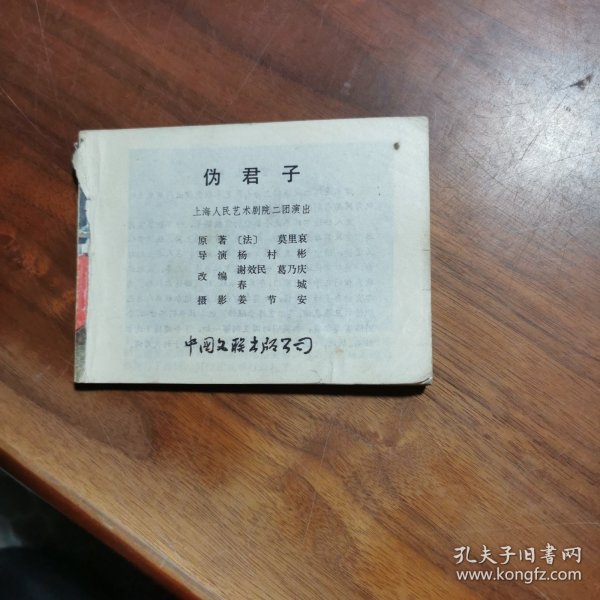 伪君子
上海人民艺术剧院二团演出
原著〔法〕 莫里哀
导演 杨村彬
改编 谢效民 葛乃庆
春城
摄影 姜节安
中国文联出版公司
孔夫子旧书网
www.kongfz.com